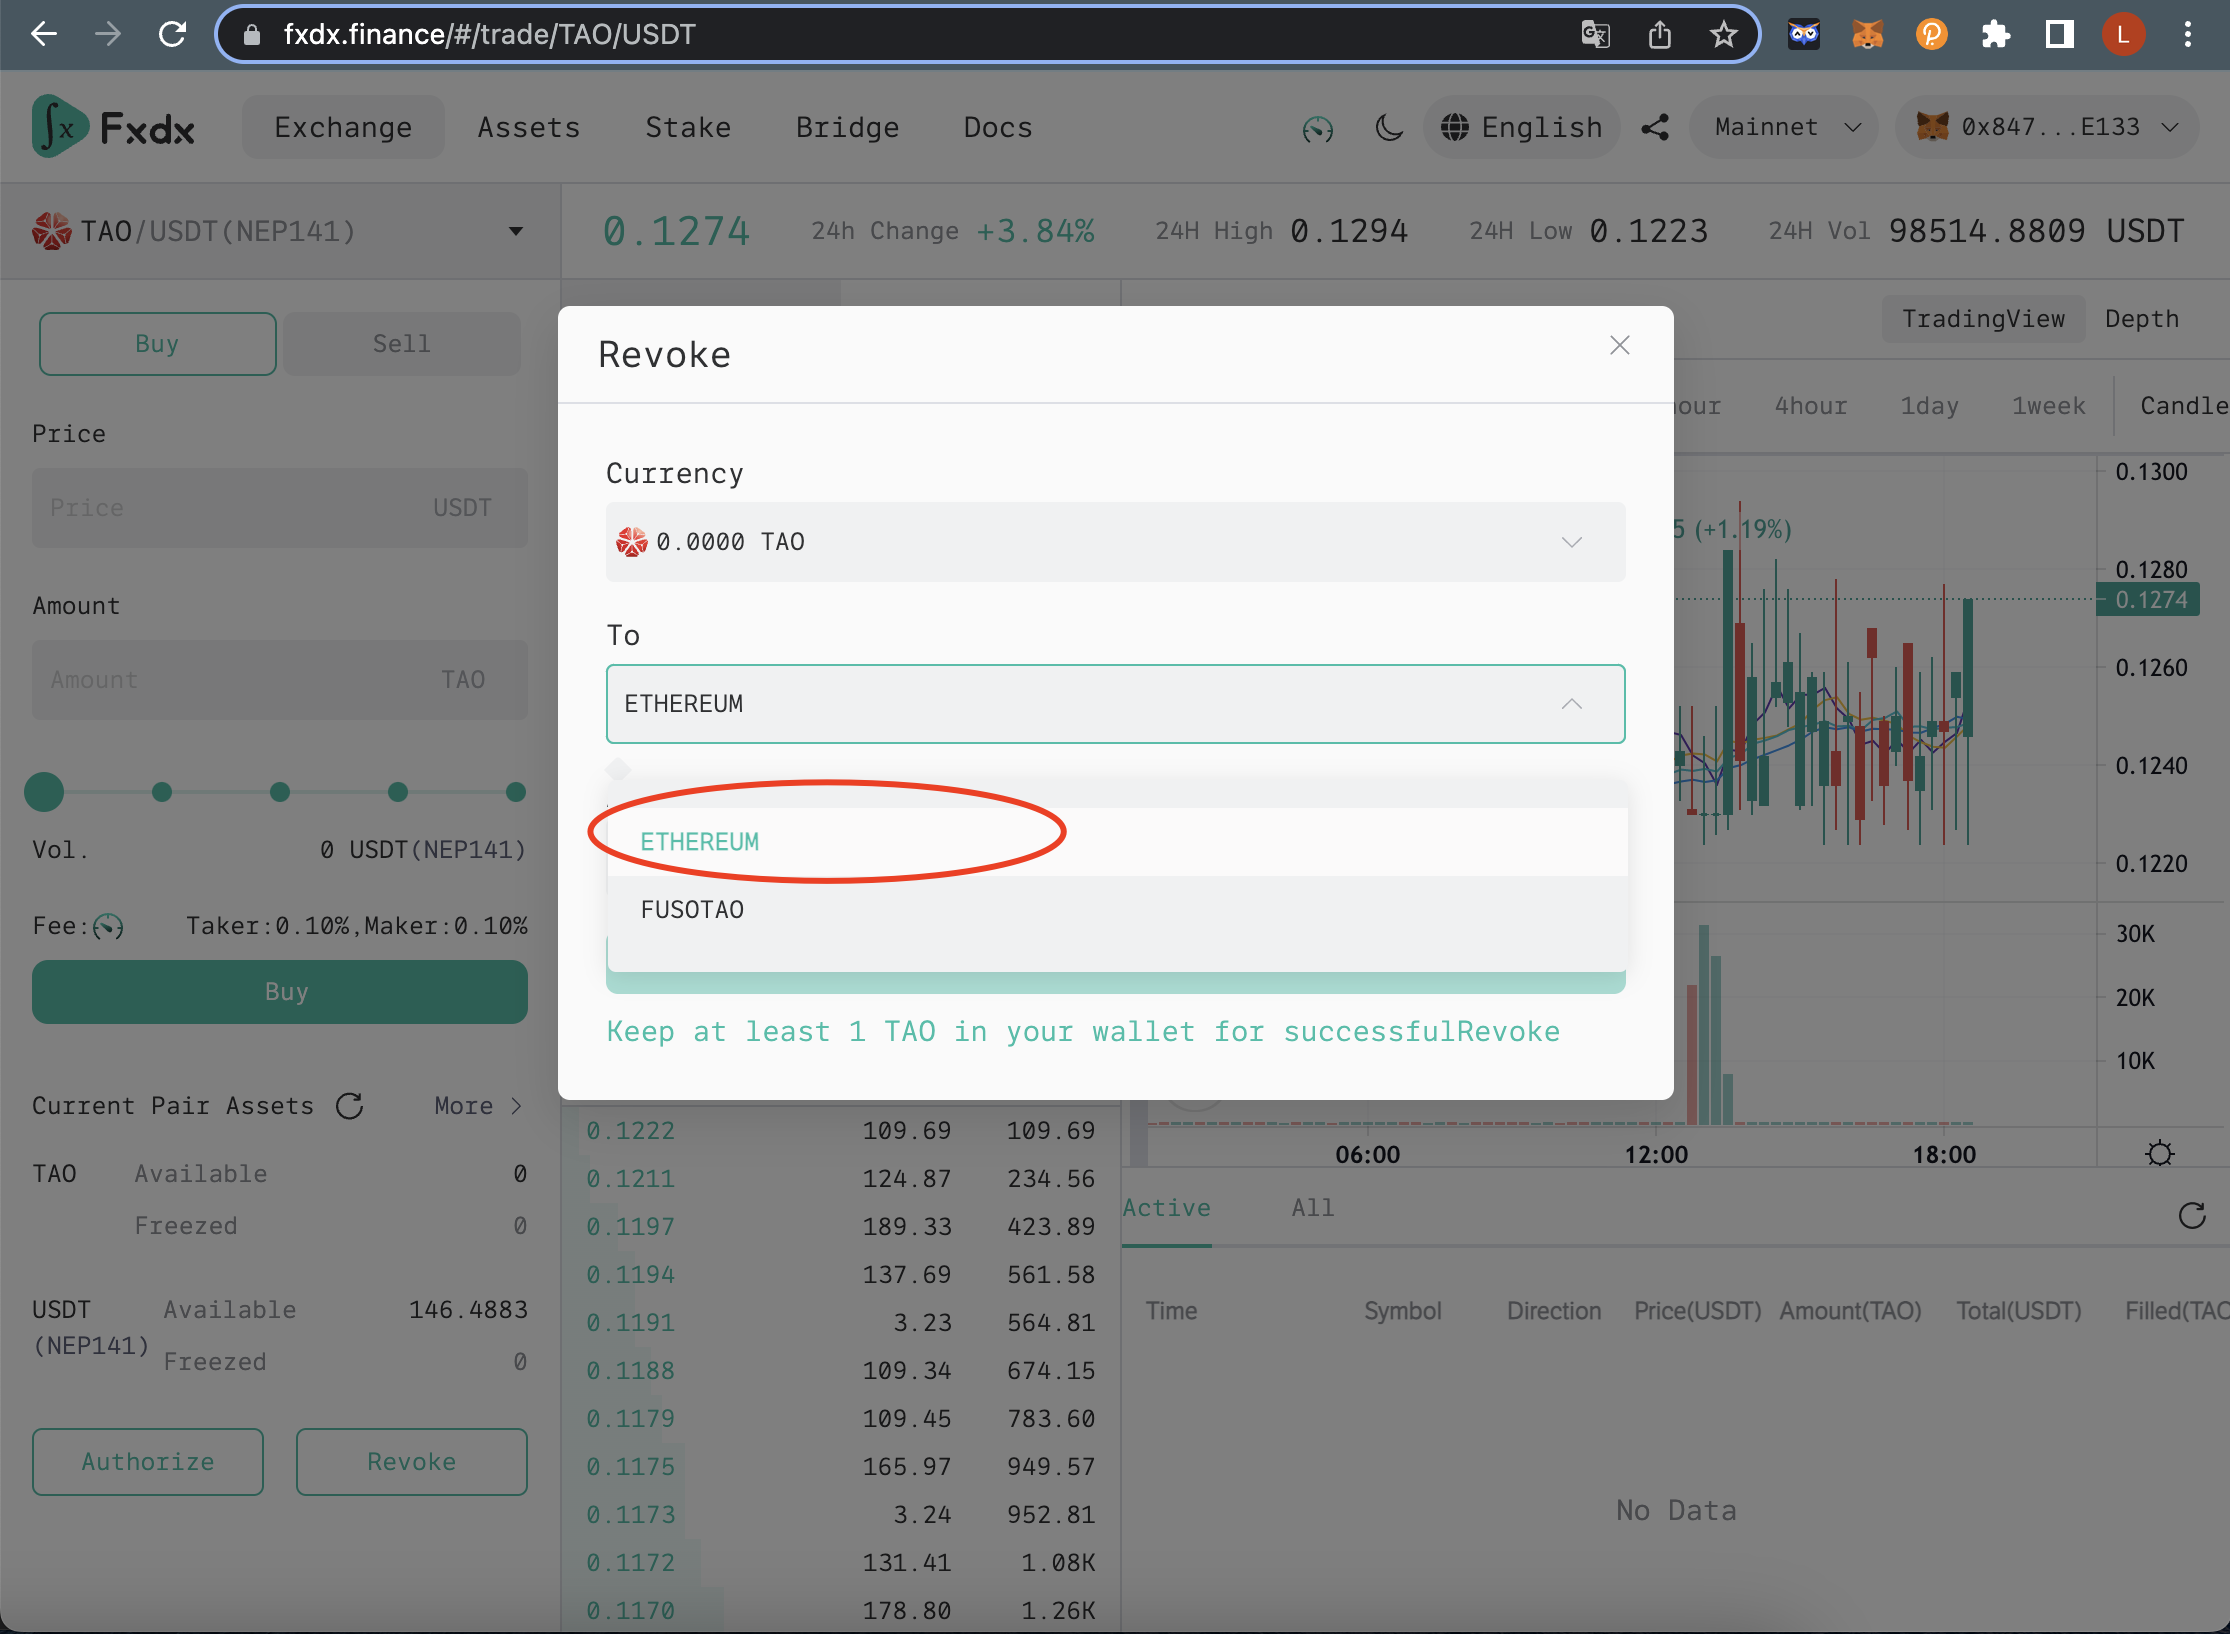 fxdx.finance/#/trade/TAO/USDT
L
Fxdx Exchange Assets Stake Bridge Docs English Mainnet 0x847...E133
TAO/USDT(NEP141) 0.1274 24h Change +3.84% 24H High 0.1294 24H Low 0.1223 24H Vol 98514.8809 USDT
Buy Sell
Price
Price USDT
Amount
Amount TAO
Vol. 0 USDT(NEP141)
Fee: Taker:0.10%,Maker:0.10%
Buy
Current Pair Assets More
TAO Available 0
Freezed 0
USDT Available 146.4883
(NEP141)
Freezed 0
Authorize Revoke
Revoke
Currency
0.0000 TAO
To
ETHEREUM
ETHEREUM
FUSOTAO
Keep at least 1 TAO in your wallet for successfulRevoke
0.1222 109.69 109.69
0.1211 124.87 234.56
0.1197 189.33 423.89
0.1194 137.69 561.58
0.1191 3.23 564.81
0.1188 109.34 674.15
0.1179 109.45 783.60
0.1175 165.97 949.57
0.1173 3.24 952.81
0.1172 131.41 1.08K
0.1170 178.80 1.26K
TradingView Depth
4hour 1day 1week Candle
5 (+1.19%)
0.1300
0.1280
0.1274
0.1260
0.1240
0.1220
30K
20K
10K
06:00 12:00 18:00
Active All
Time Symbol Direction Price(USDT) Amount(TAO) Total(USDT) Filled(TAO
No Data